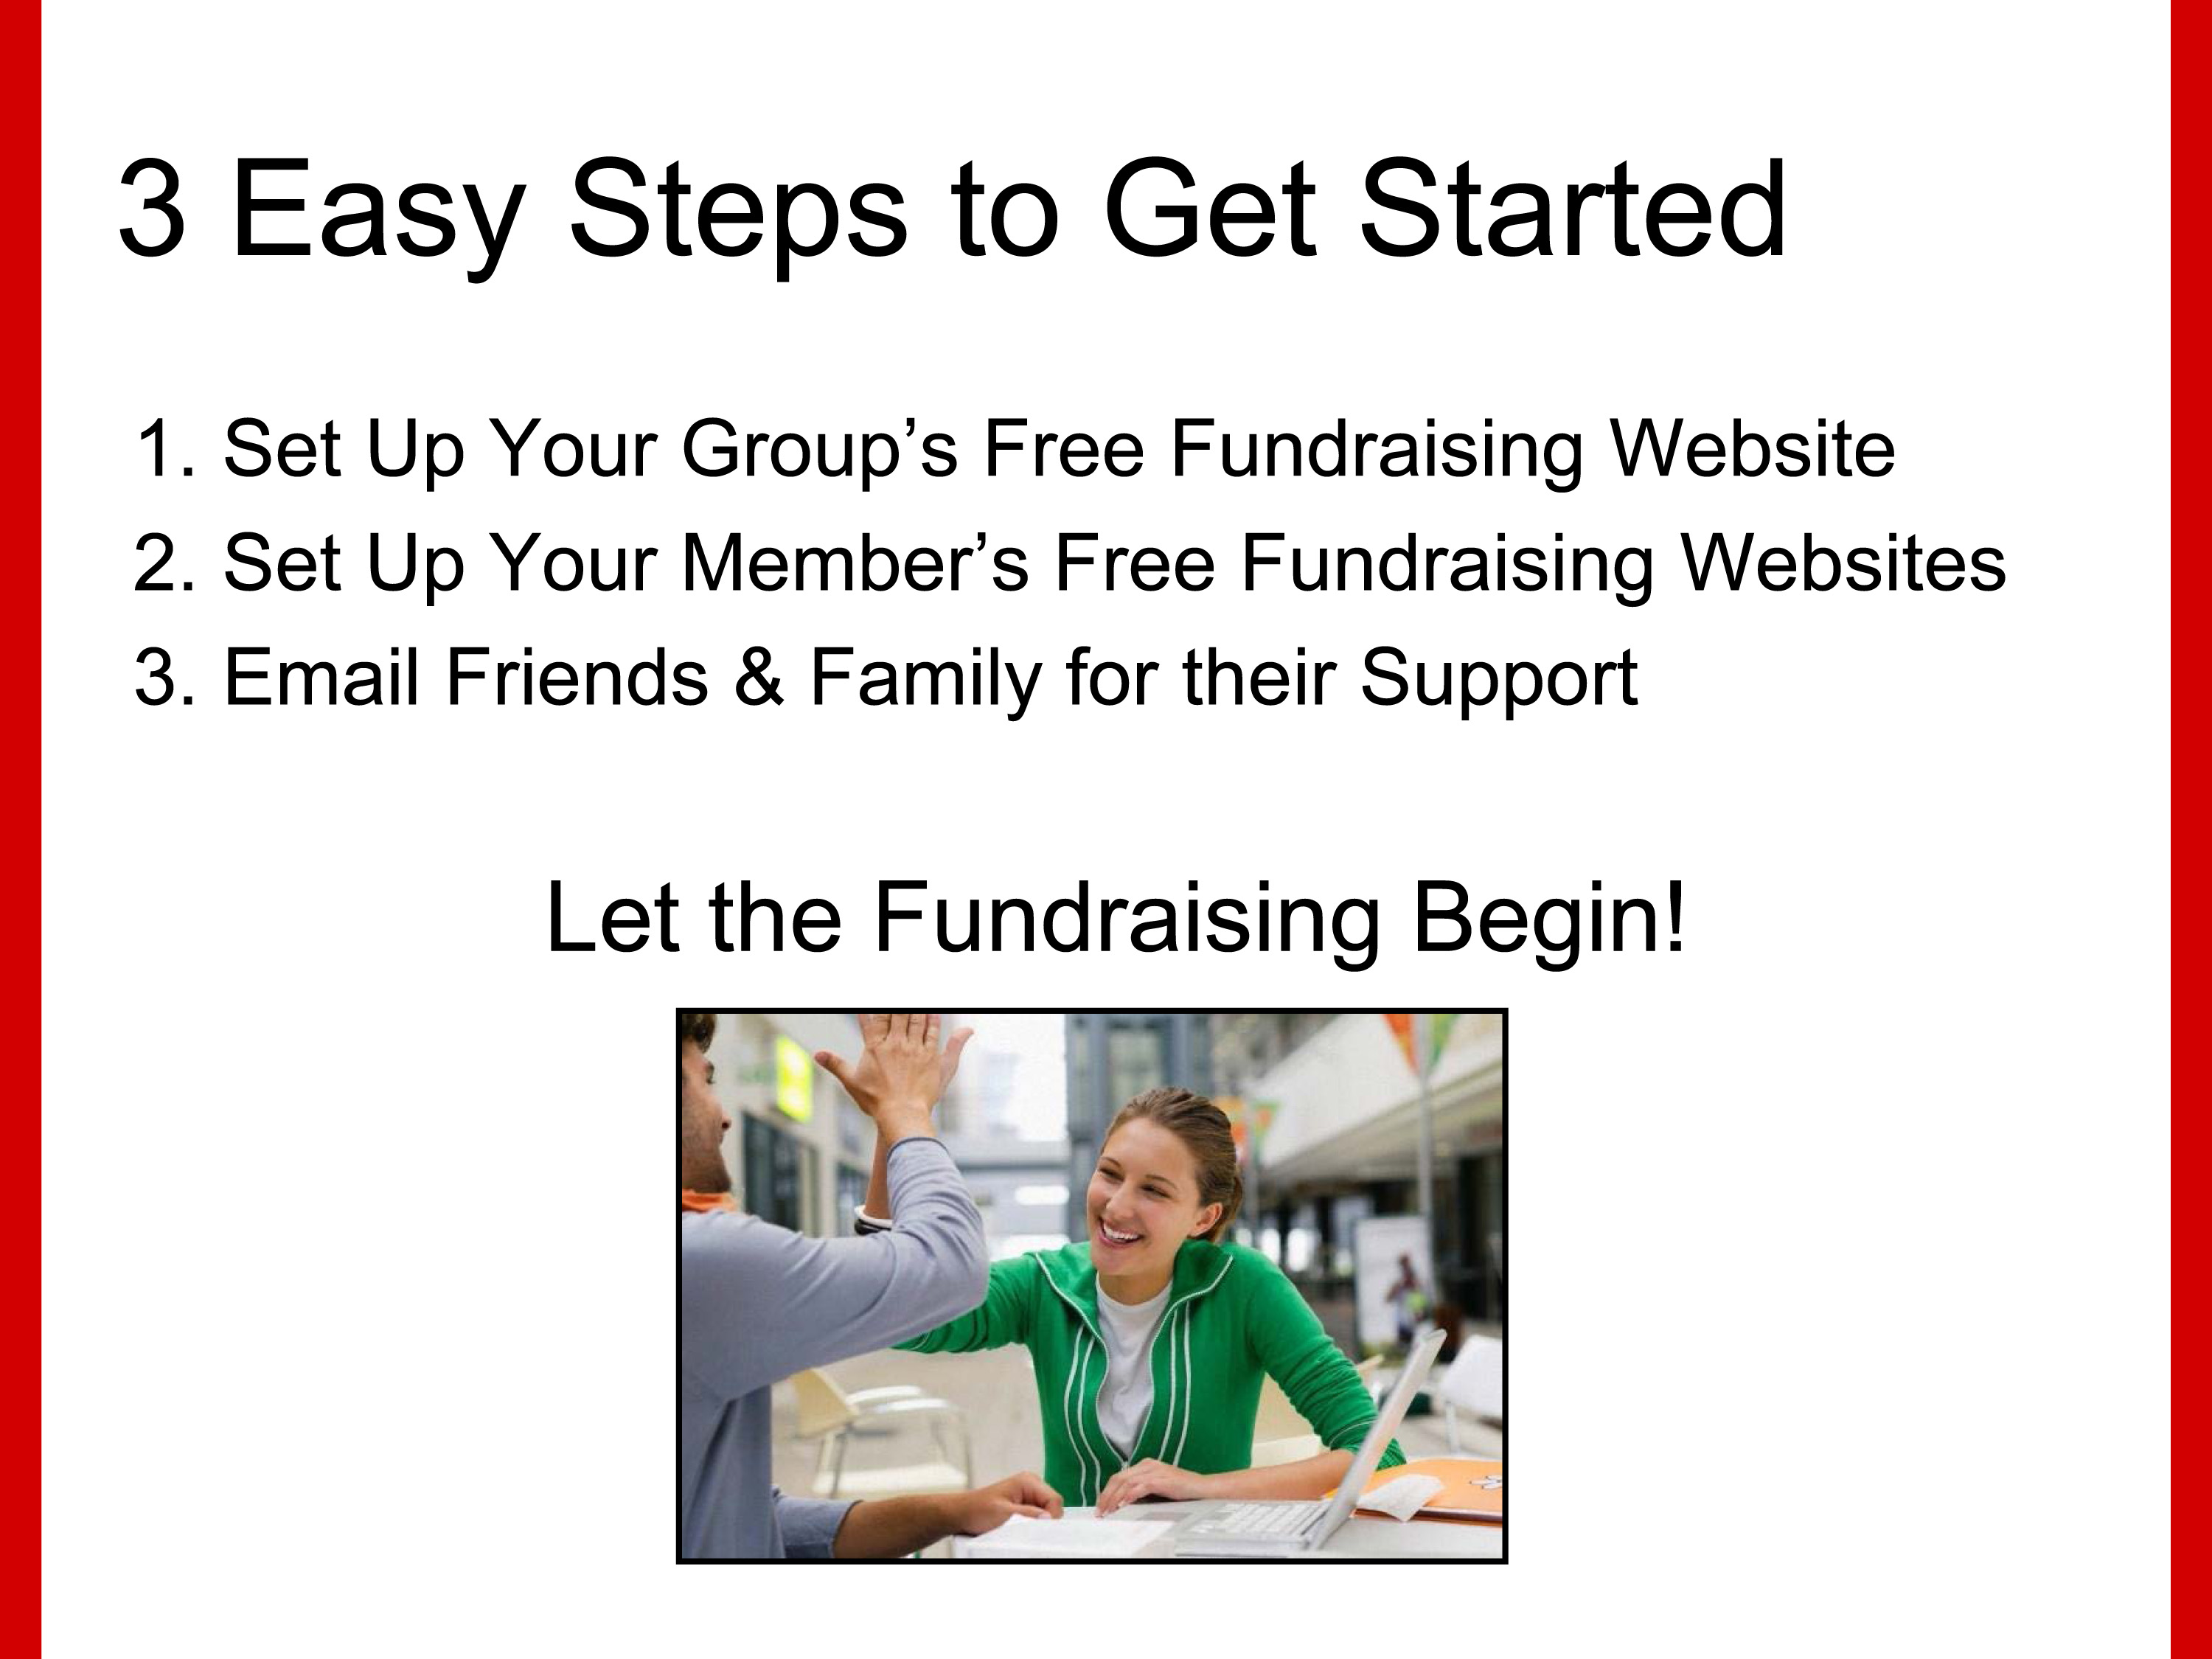 3 Easy Steps to Get Started
1. Set Up Your Group’s Free Fundraising Website
2. Set Up Your Member’s Free Fundraising Websites
3. Email Friends & Family for their Support
Let the Fundraising Begin!